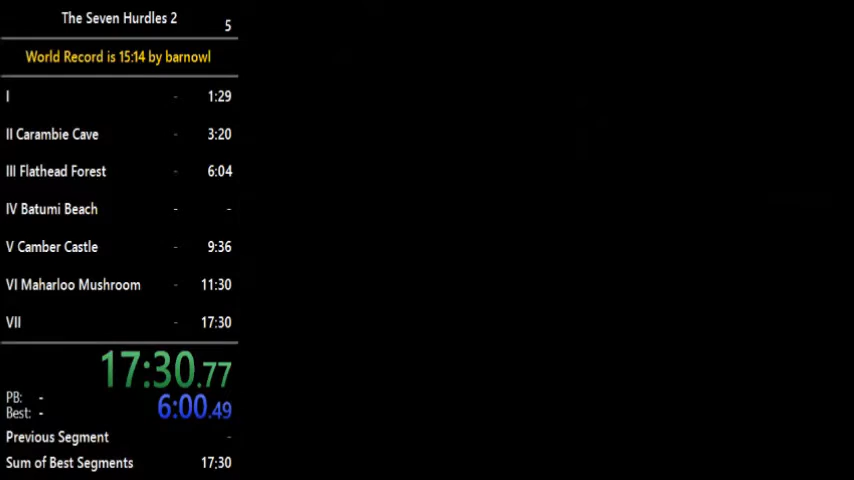 The Seven Hurdles 2
5
World Record is 15:14 by barnowl
I - 1:29
II Carambie Cave - 3:20
III Flathead Forest - 6:04
IV Batumi Beach - -
V Camber Castle - 9:36
VI Maharloo Mushroom - 11:30
VII - 17:30
17:30.77
PB: -
Best: - 6:00.49
Previous Segment -
Sum of Best Segments 17:30